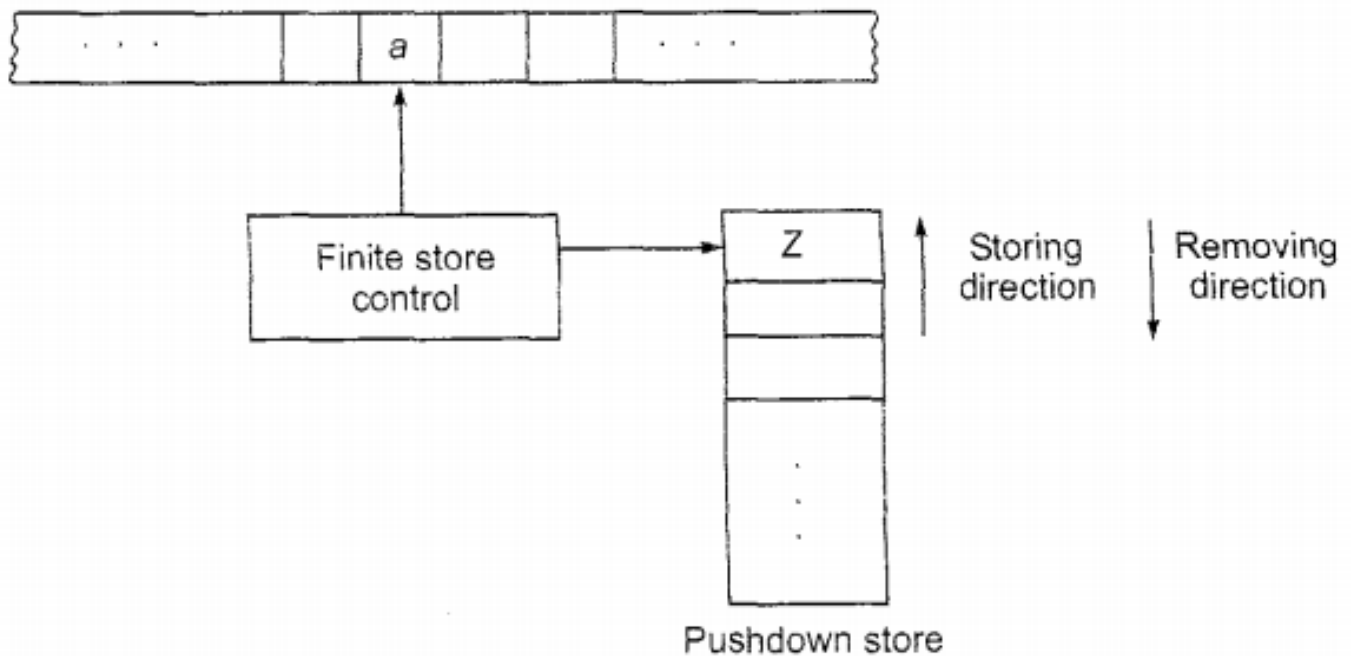 . . . a . . .
Finite store
control
Z
Storing
direction
Removing
direction
.
.
.
Pushdown store